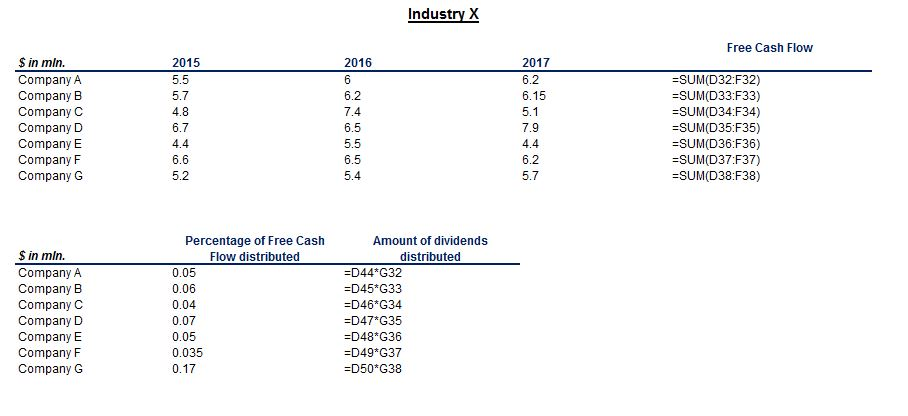 Industry X
Free Cash Flow
$ in mln. 2015 2016 2017
Company A 5.5 6 6.2 =SUM(D32:F32)
Company B 5.7 6.2 6.15 =SUM(D33:F33)
Company C 4.8 7.4 5.1 =SUM(D34:F34)
Company D 6.7 6.5 7.9 =SUM(D35:F35)
Company E 4.4 5.5 4.4 =SUM(D36:F36)
Company F 6.6 6.5 6.2 =SUM(D37:F37)
Company G 5.2 5.4 5.7 =SUM(D38:F38)
Percentage of Free Cash Amount of dividends
$ in mln. Flow distributed distributed
Company A 0.05 =D44*G32
Company B 0.06 =D45*G33
Company C 0.04 =D46*G34
Company D 0.07 =D47*G35
Company E 0.05 =D48*G36
Company F 0.035 =D49*G37
Company G 0.17 =D50*G38